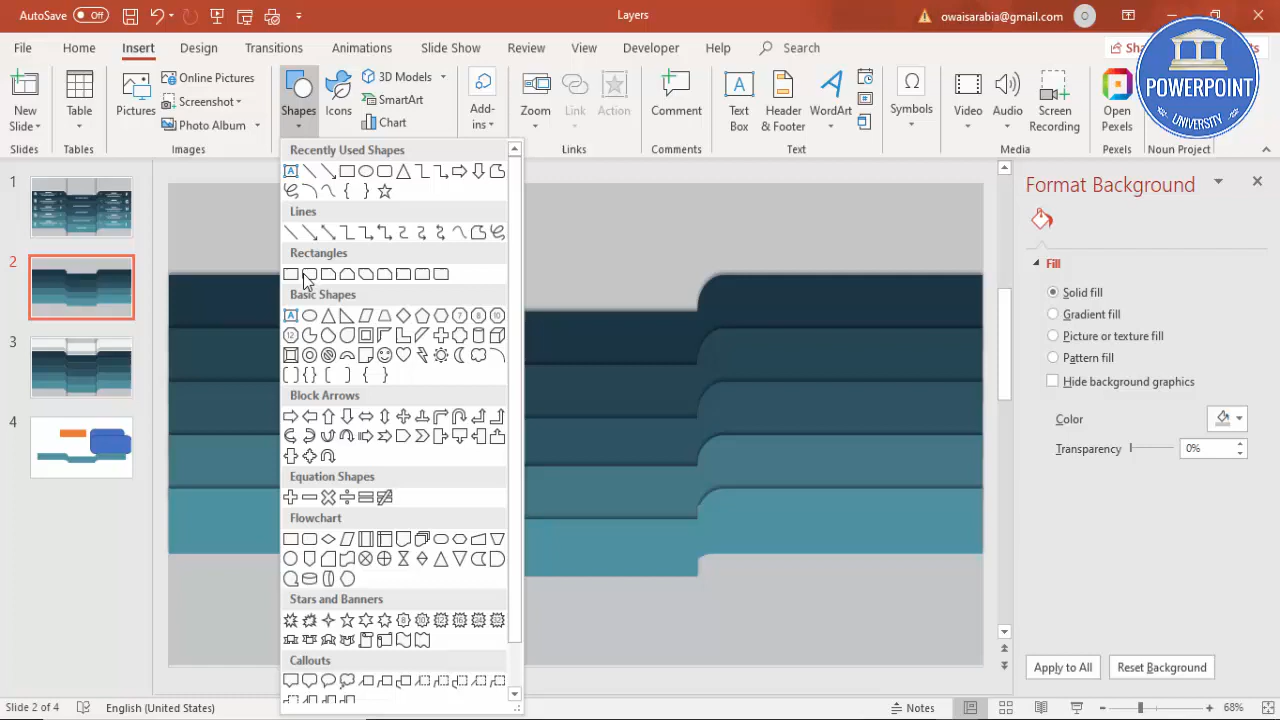 AutoSave Off
Layers
owaisarabia@gmail.com
O
File Home Insert Design Transitions Animations Slide Show Review View Developer Help Search
New Slide
Table
Pictures
Online Pictures
Screenshot
Photo Album
Shapes
Icons
3D Models
SmartArt
Chart
Add-ins
Zoom
Link
Action
Comment
Text Box
Header & Footer
WordArt
Symbols
Video
Audio
Screen Recording
Open Pexels
POWERPOINT
UNIVERSITY
Slides Tables Images Links Comments Text Media Pexels Noun Project
Recently Used Shapes
Lines
Rectangles
Basic Shapes
Block Arrows
Equation Shapes
Flowchart
Stars and Banners
Callouts
1
2
3
4
Format Background
Fill
Solid fill
Gradient fill
Picture or texture fill
Pattern fill
Hide background graphics
Color
Transparency 0%
Apply to All Reset Background
Slide 2 of 4 English (United States) Notes 68%